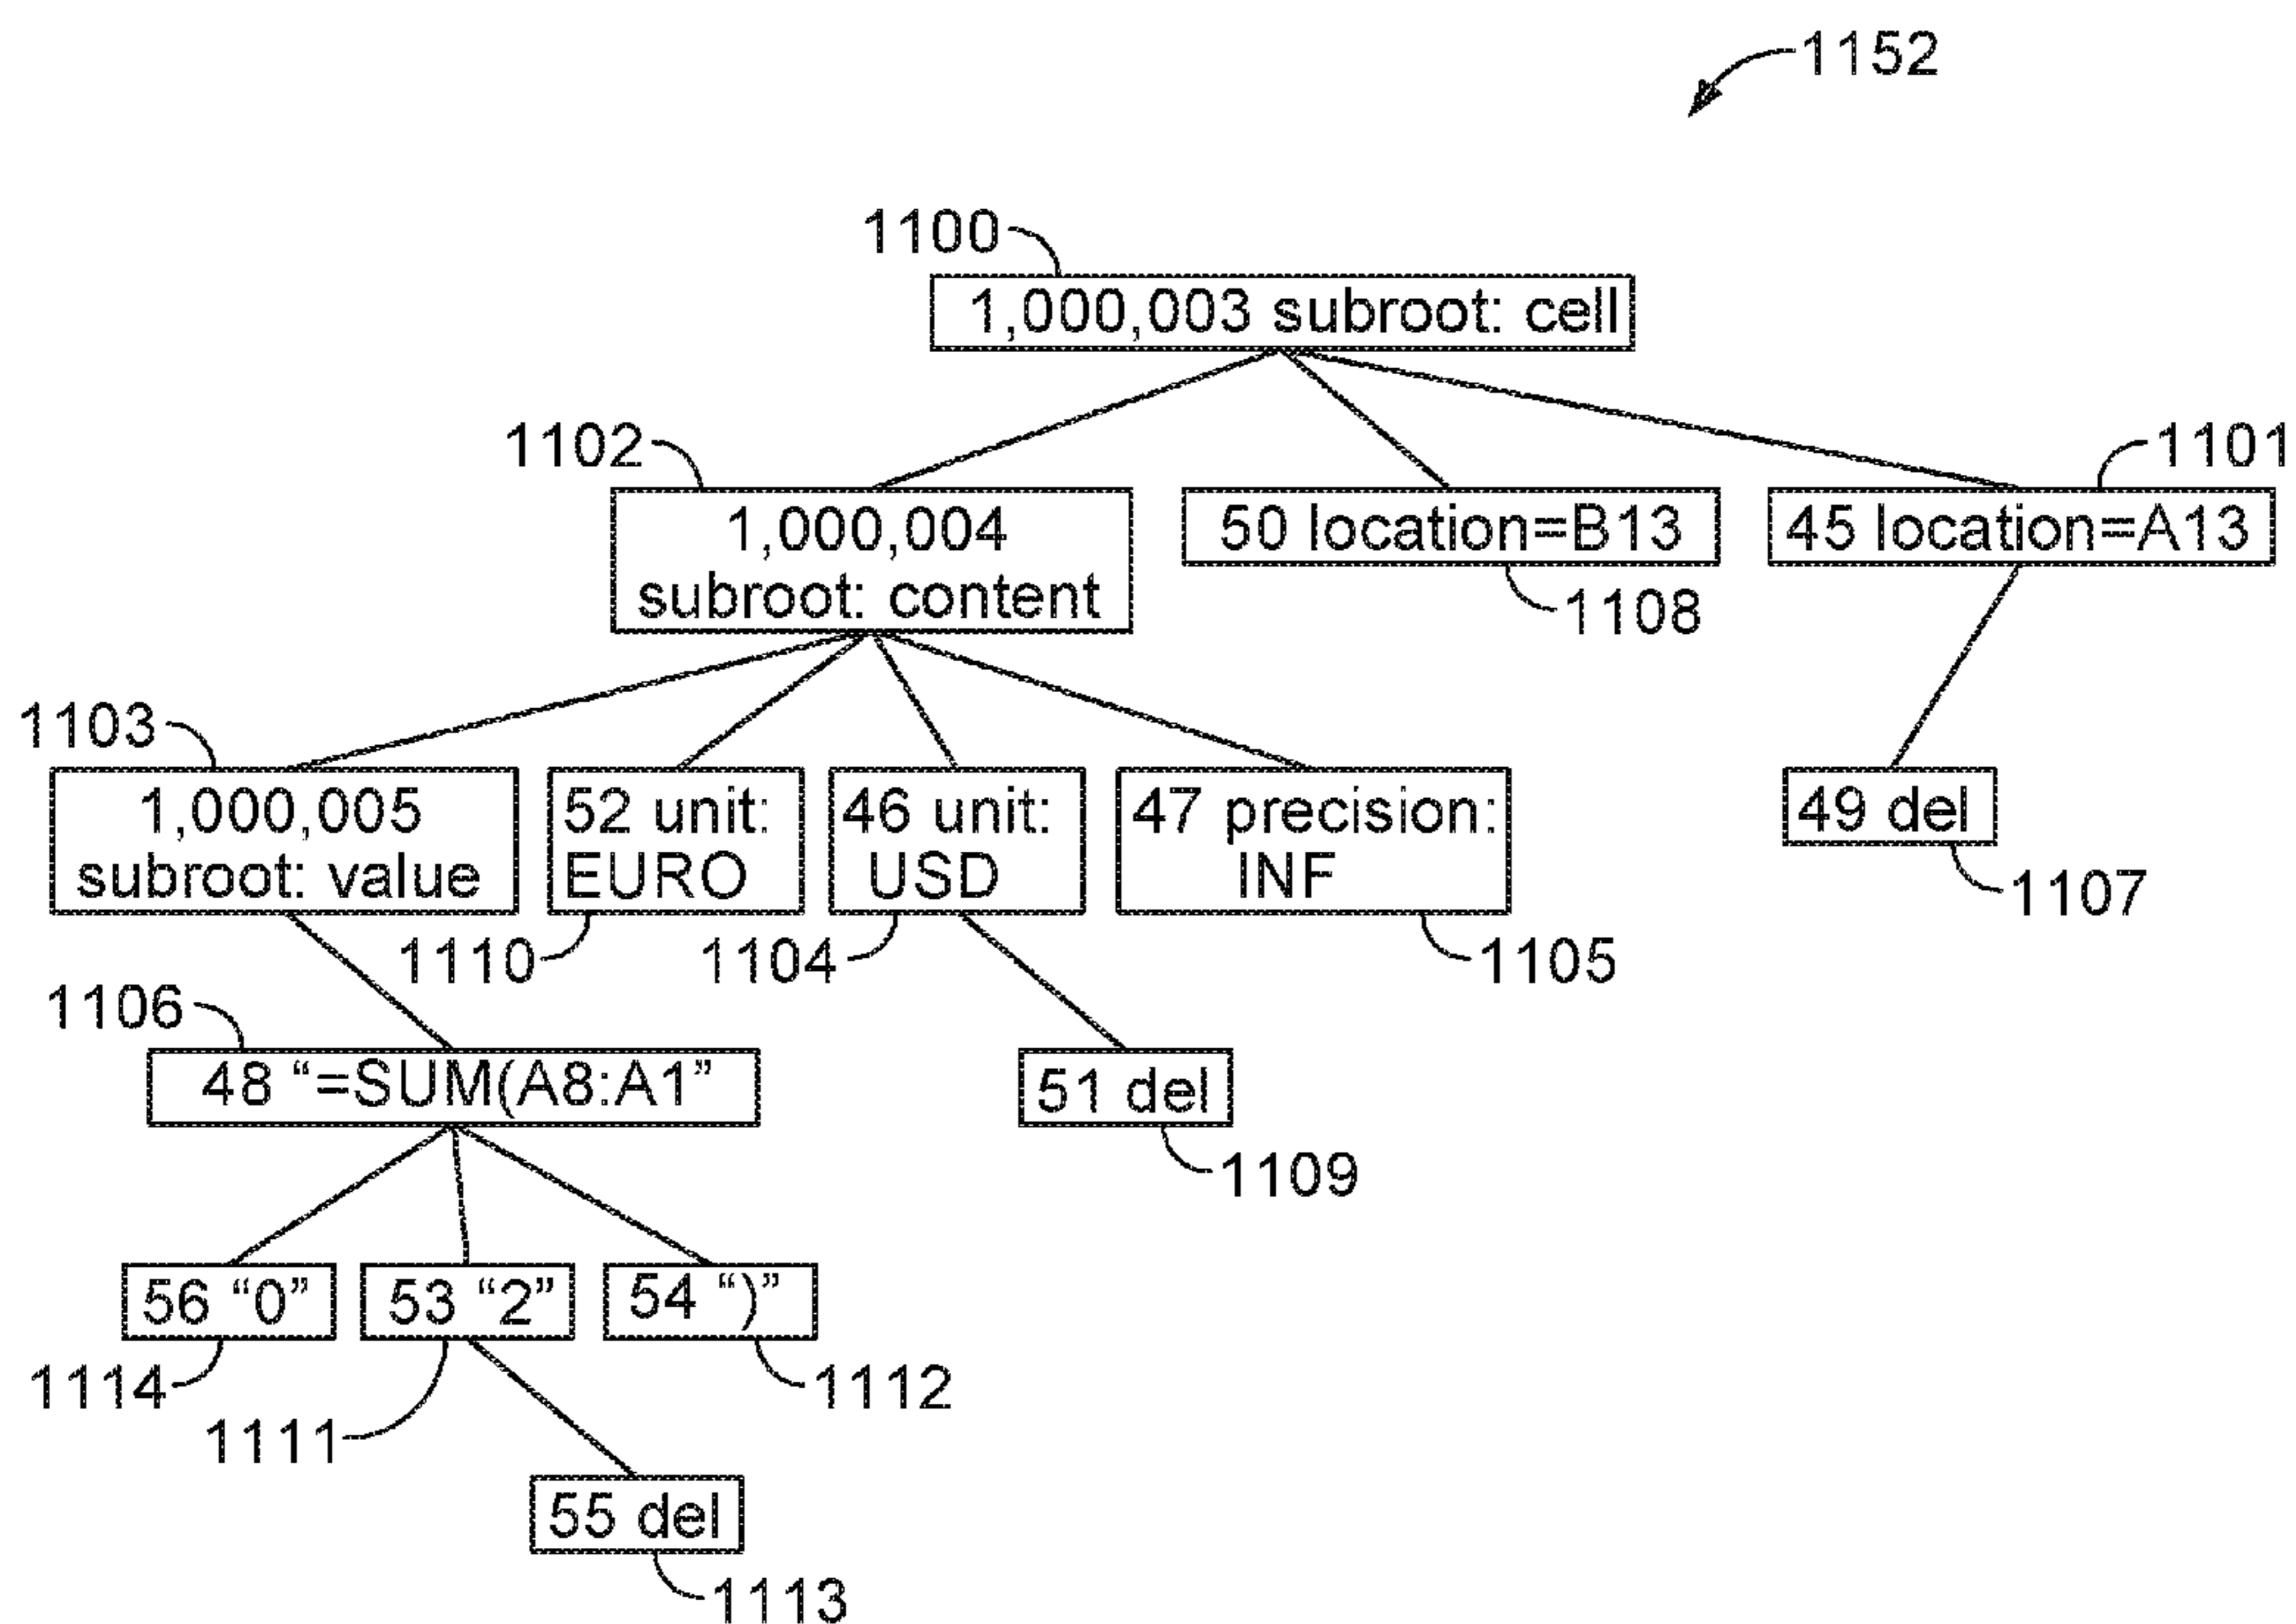 1152
1100
1,000,003 subroot: cell
1102
1101
1,000,004
subroot: content
50 location=B13
45 location=A13
1108
1103
1,000,005
subroot: value
52 unit:
EURO
46 unit:
USD
47 precision:
INF
49 del
1107
1110
1104
1105
1106
48 “=SUM(A8:A1”
51 del
1109
56 “0”
53 “2”
54 “)”
1114
1112
1111
55 del
1113